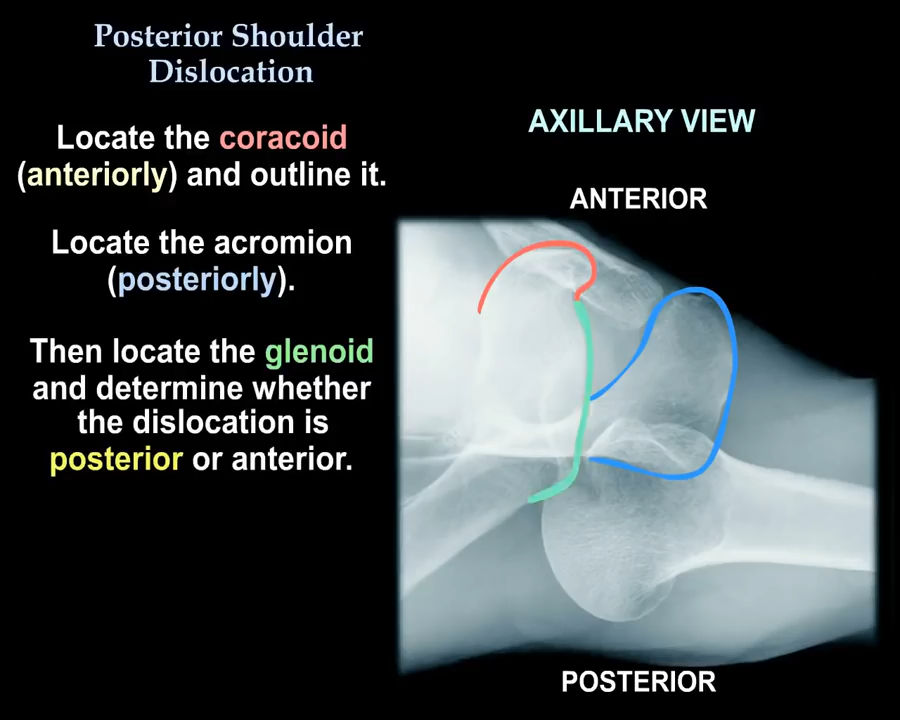 Posterior Shoulder
Dislocation
Locate the coracoid
(anteriorly) and outline it.
Locate the acromion
(posteriorly).
Then locate the glenoid
and determine whether
the dislocation is
posterior or anterior.
AXILLARY VIEW
ANTERIOR
POSTERIOR